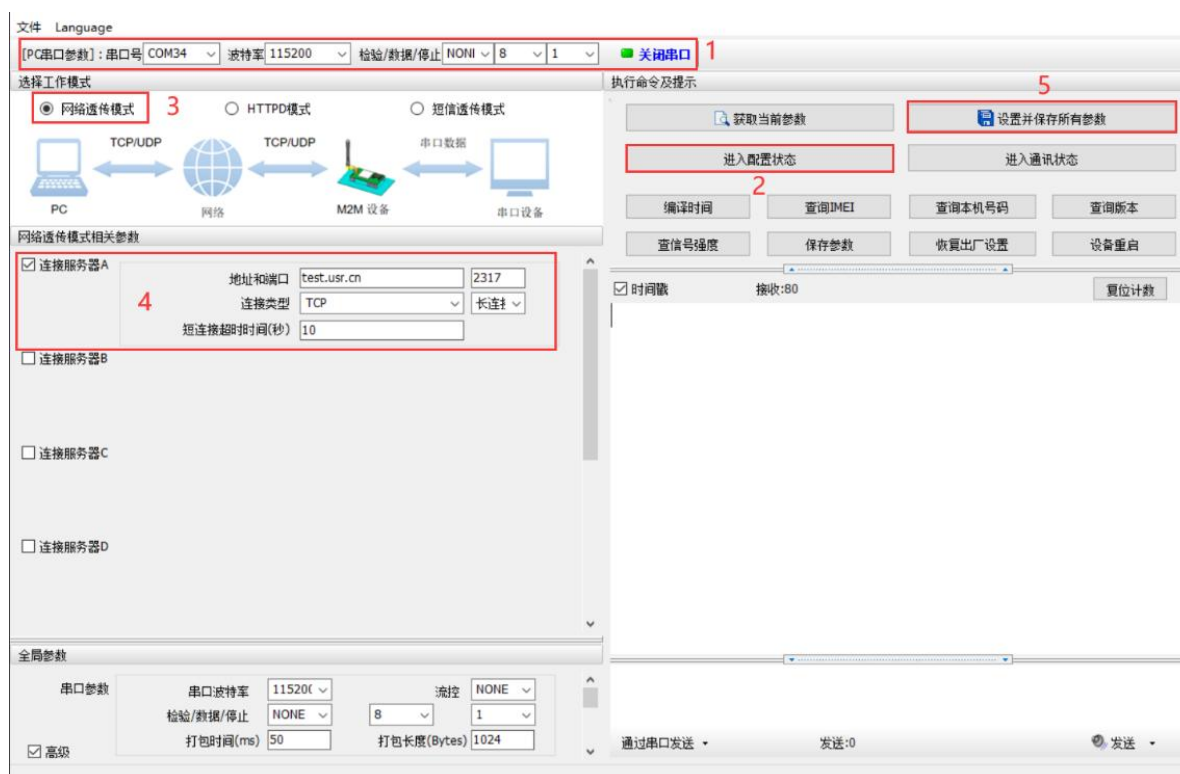 文件 Language
[PC串口参数]:串口号 COM34 波特率 115200 检验/数据/停止 NONI 8 1 关闭串口 1
选择工作模式
网络透传模式 3 HTTPD模式 短信透传模式
TCP/UDP TCP/UDP 串口数据
PC 网络 M2M 设备 串口设备
网络透传模式相关参数
连接服务器A
地址和端口 test.usr.cn 2317
4 连接类型 TCP 长连接
短连接超时时间(秒) 10
连接服务器B
连接服务器C
连接服务器D
全局参数
串口参数 串口波特率 11520( 流控 NONE
检验/数据/停止 NONE 8 1
打包时间(ms) 50 打包长度(Bytes) 1024
高级
执行命令及提示
5
获取当前参数 设置并保存所有参数
进入配置状态 进入通讯状态
2
编译时间 查询IMEI 查询本机号码 查询版本
查信号强度 保存参数 恢复出厂设置 设备重启
时间戳 接收:80 复位计数
通过串口发送 发送:0 发送